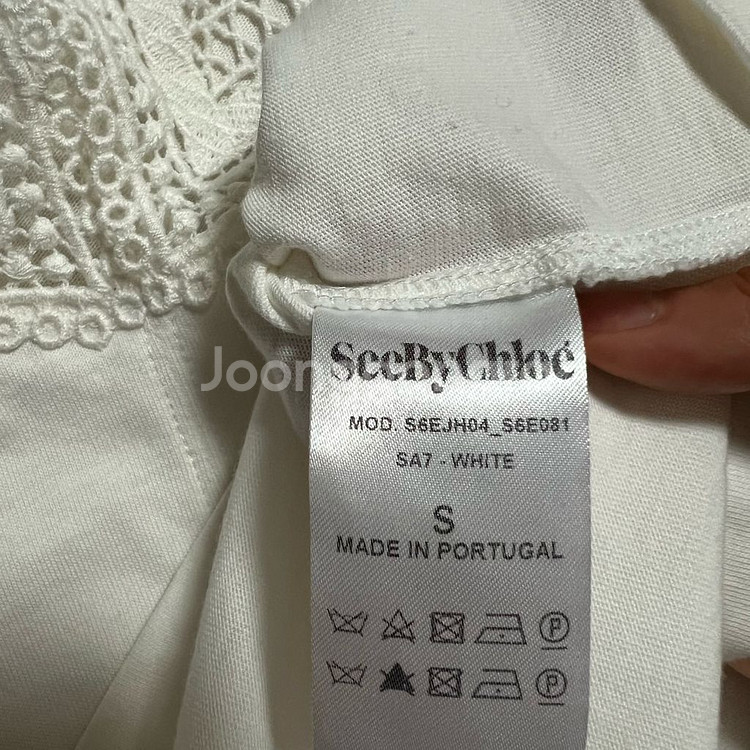 SeeByChloé
MOD. S6EJH04_S6E081
SA7 - WHITE
S
MADE IN PORTUGAL
P
P